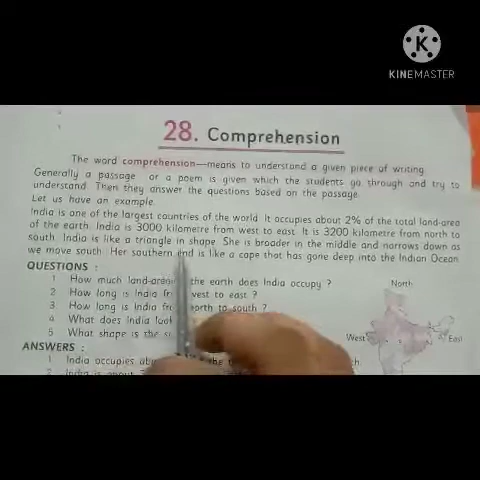 K
KINEMASTER
28. Comprehension
The word comprehension—means to understand a given piece of writing.
Generally a passage or a poem is given which the students go through and try to
understand. Then they answer the questions based on the passage.
Let us have an example.
India is one of the largest countries of the world. It occupies about 2% of the total land-area
of the earth. India is 3000 kilometre from west to east. It is 3200 kilometre from north to
south. India is like a triangle in shape. She is broader in the middle and narrows down as
we move south. Her southern end is like a cape that has gone deep into the Indian Ocean.
QUESTIONS :
1 How much land-area the earth does India occupy ?
2 How long is India west to east ?
3 How long is India north to south ?
4 What does India
5 What shape is the
North
West
East
ANSWERS :
1 India occupies the
2 India is about